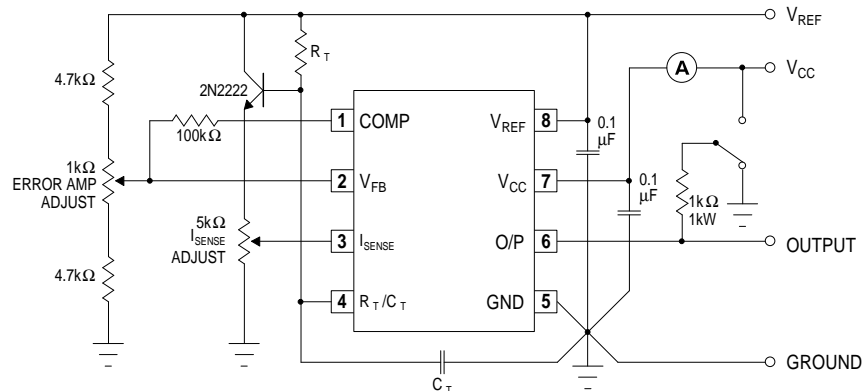 V_REF
R_T
A
V_CC
4.7kΩ
2N2222
1 COMP
V_REF 8
0.1
µF
100kΩ
1kΩ
ERROR AMP
ADJUST
2 V_FB
V_CC 7
0.1
µF
1kΩ
1kW
5kΩ
I_SENSE
ADJUST
3 I_SENSE
O/P 6
OUTPUT
4.7kΩ
4 R_T/C_T
GND 5
C_T
GROUND